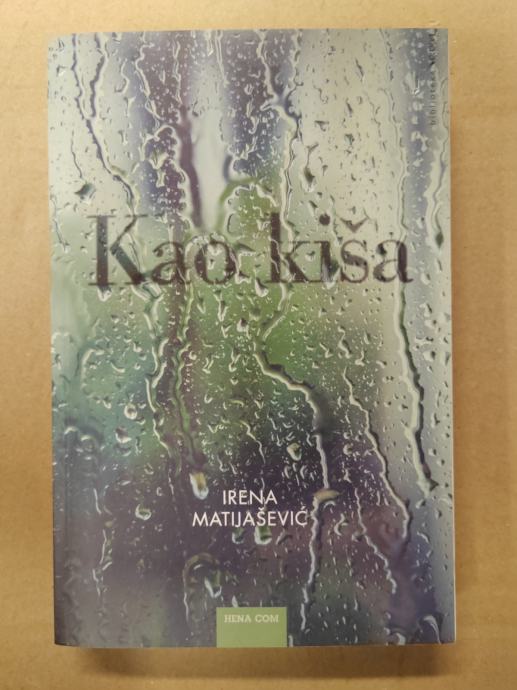 Kao kiša
IRENA
MATIJAŠEVIĆ
HENA COM